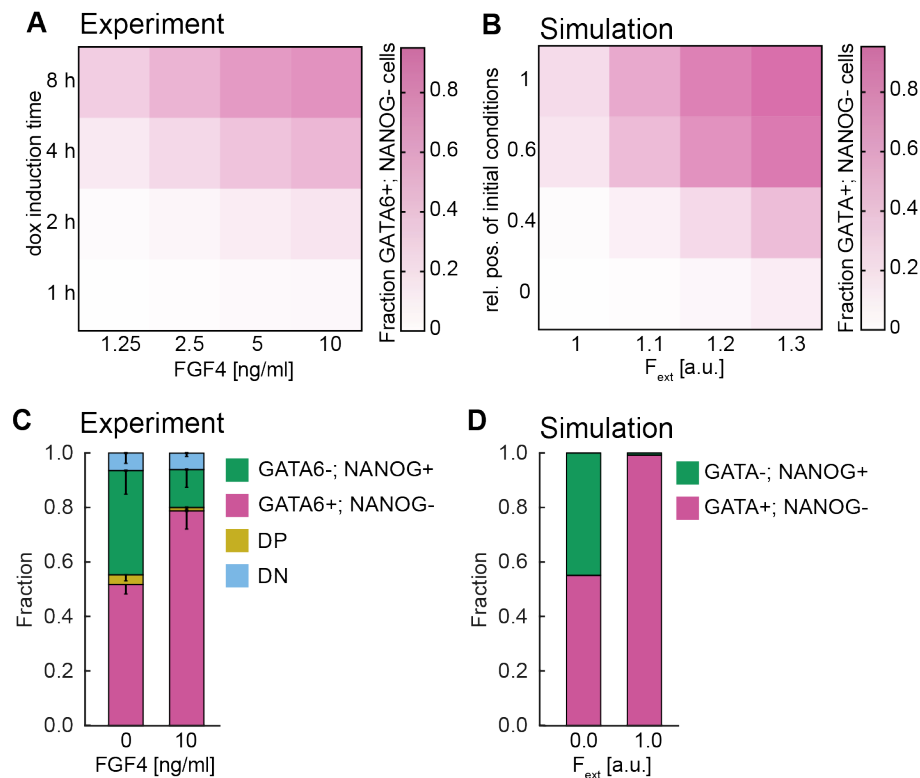 A Experiment
dox induction time
8 h
4 h
2 h
1 h
1.25 2.5 5 10
FGF4 [ng/ml]
Fraction GATA6+; NANOG- cells
0.8
0.6
0.4
0.2
0
B Simulation
rel. pos. of initial conditions
1
0.6
0.4
0
1 1.1 1.2 1.3
Fext [a.u.]
Fraction GATA+; NANOG- cells
0.8
0.6
0.4
0.2
0
C Experiment
Fraction
1.0
0.8
0.6
0.4
0.2
0.0
0 10
FGF4 [ng/ml]
GATA6-; NANOG+
GATA6+; NANOG-
DP
DN
D Simulation
Fraction
1.0
0.8
0.6
0.4
0.2
0.0
0.0 1.0
Fext [a.u.]
GATA-; NANOG+
GATA+; NANOG-